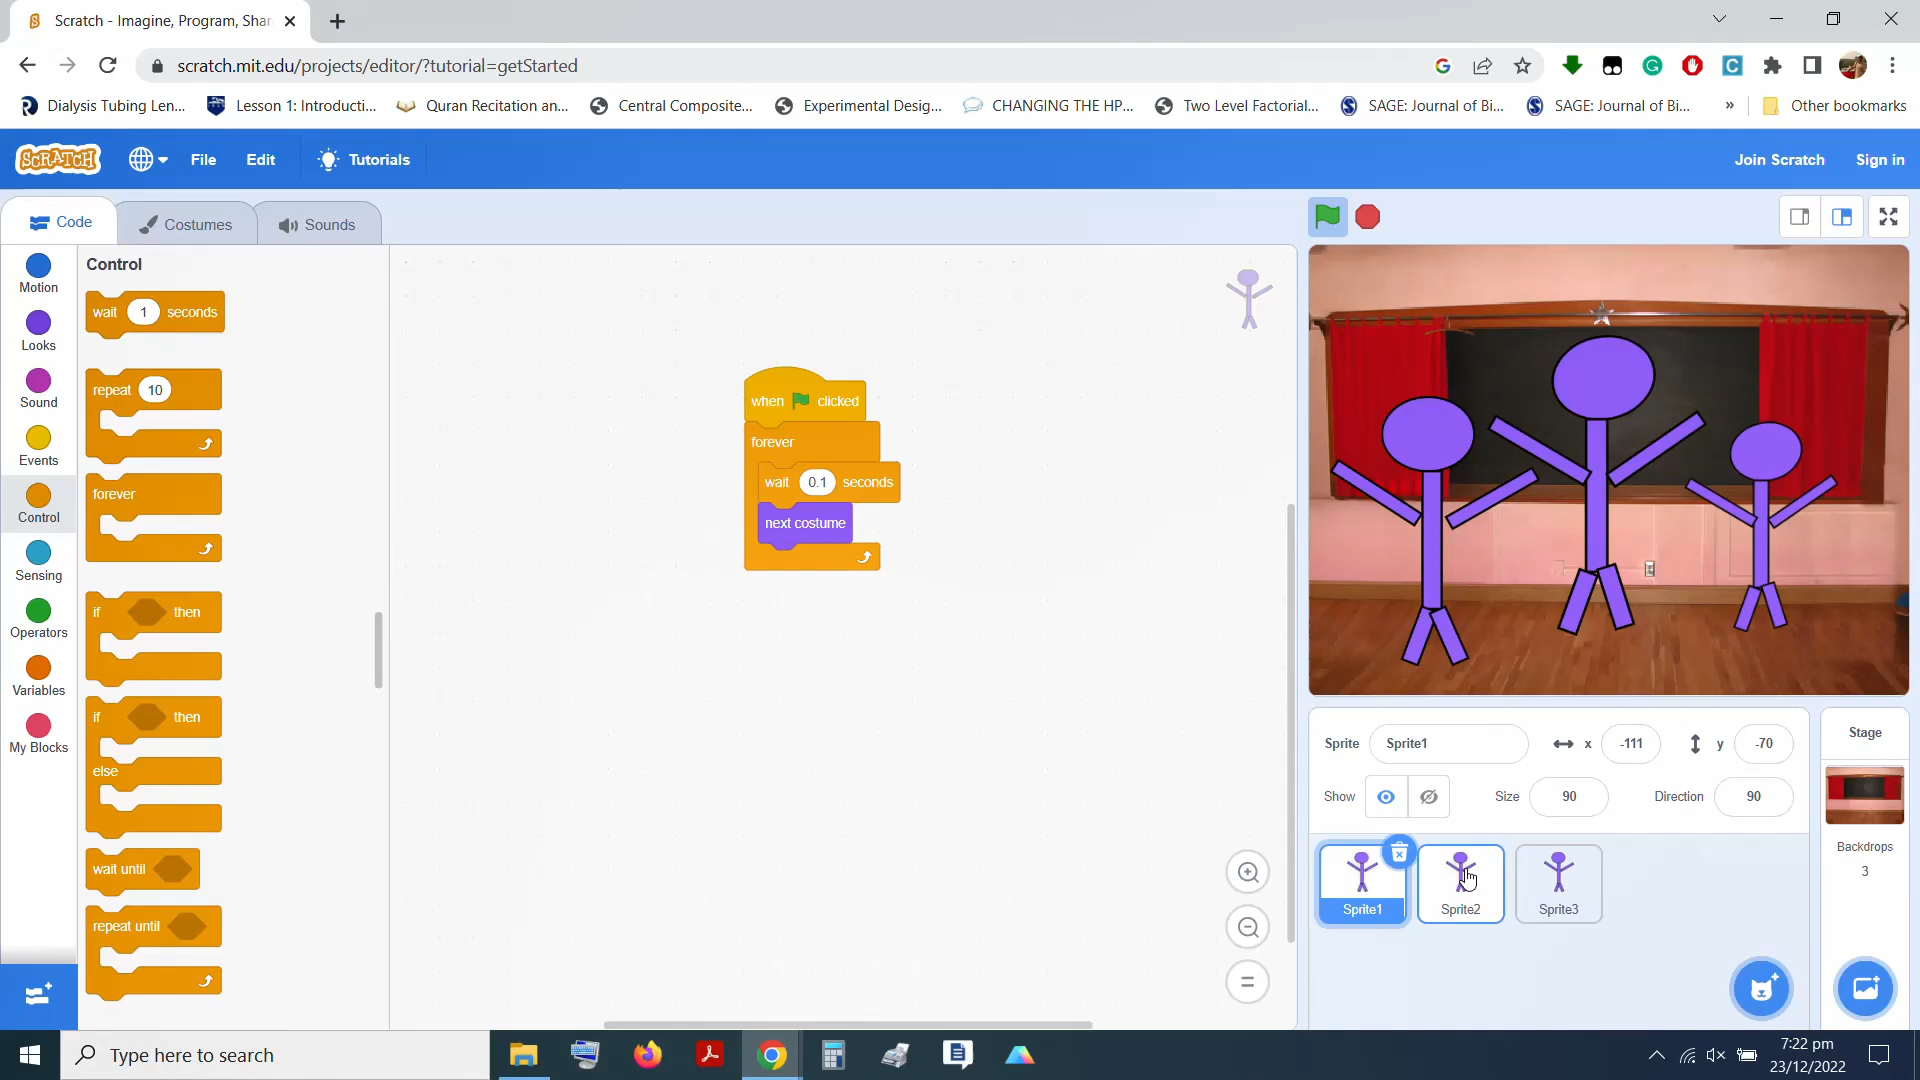 Scratch - Imagine, Program, Shar
scratch.mit.edu/projects/editor/?tutorial=getStarted
Dialysis Tubing Len...
Lesson 1: Introducti...
Quran Recitation an...
Central Composite...
Experimental Desig...
CHANGING THE HP...
Two Level Factorial...
SAGE: Journal of Bi...
SAGE: Journal of Bi...
»
Other bookmarks
SCRATCH
File
Edit
Tutorials
Join Scratch
Sign in
Code
Costumes
Sounds
Motion
Looks
Sound
Events
Control
Sensing
Operators
Variables
My Blocks
Control
wait 1 seconds
repeat 10
forever
if then
if then
else
wait until
repeat until
when clicked
forever
wait 0.1 seconds
next costume
Sprite Sprite1 x -111 y -70
Show Size 90 Direction 90
Sprite1
Sprite2
Sprite3
Stage
Backdrops
3
Type here to search
7:22 pm
23/12/2022